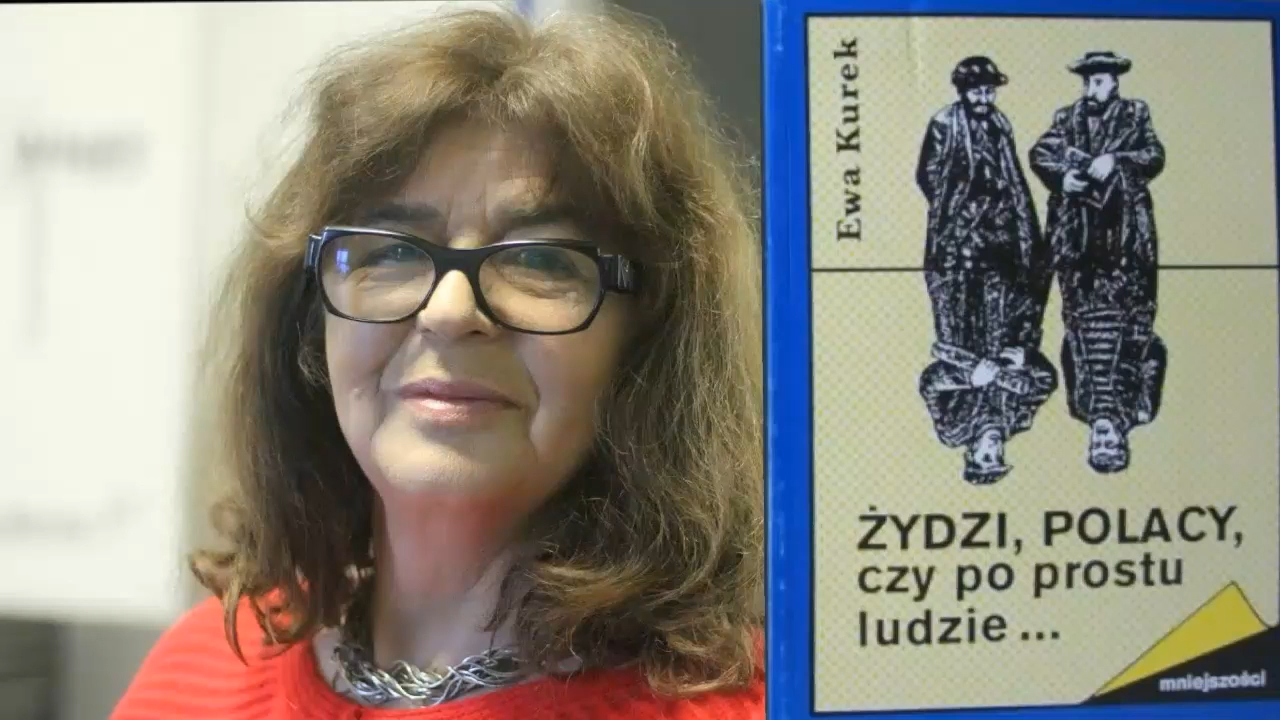 Ewa Kurek
ŻYDZI, POLACY,
czy po prostu
ludzie...
mniejszości